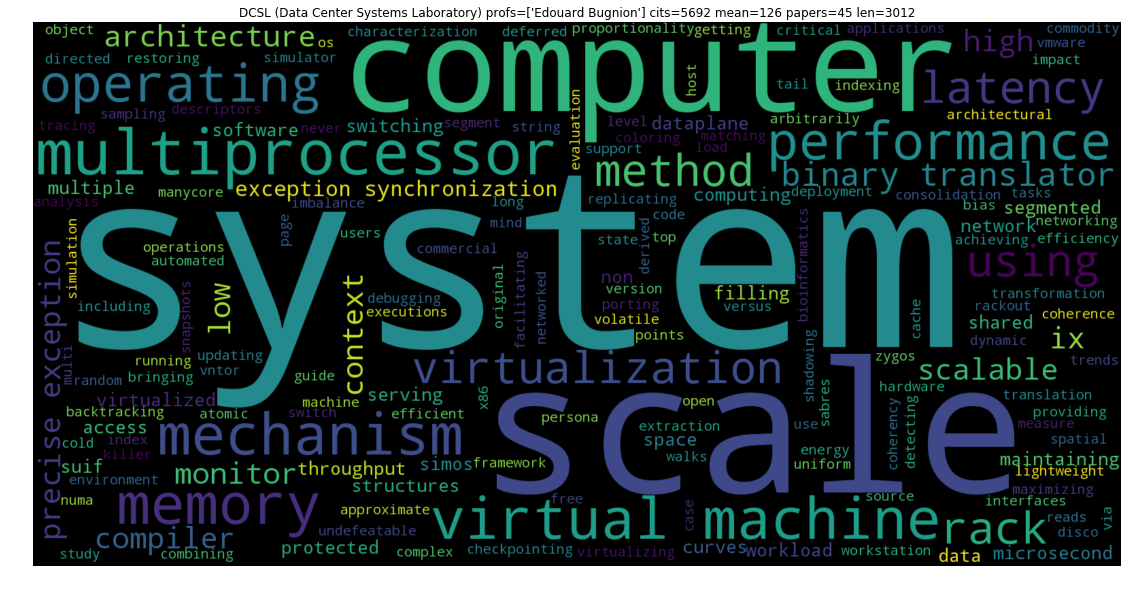 DCSL (Data Center Systems Laboratory) profs=['Edouard Bugnion'] cits=5692 mean=126 papers=45 len=3012
object architecture os characterization deferred proportionality getting critical applications commodity
directed restoring simulator computer high vmware impact
operating host tail indexing latency
sampling descriptors evaluation arbitrarily architectural
tracing software never switching segment string level dataplane coloring matching
multiprocessor support load performance
multiple manycore exception synchronization method replicating computing deployment binary translator consolidation tasks
analysis imbalance long code bias segmented
page users mind state top derived network networking
system operations automated commercial achieving efficiency
simulation including snapshots low context debugging executions original facilitating networked non version porting volatile points filling versus bioinformatics using
precise exception transformation rackout coherence cache shared dynamic ix
multi running updating vntor bringing random guide virtualization shadowing zygos scalable trends
virtualized machine serving x86 hardware translation
backtracking atomic switch efficient persona open sabres providing
access cold index killer mechanism scale extraction space walks use coherency detecting measure spatial
suif environment monitor throughput simos framework energy uniform maintaining lightweight
numa memory structures free case source maximizing interfaces
approximate undefeatable virtual machine rack reads disco via
compiler study combining protected complex checkpointing virtualizing curves workload workstation data microsecond